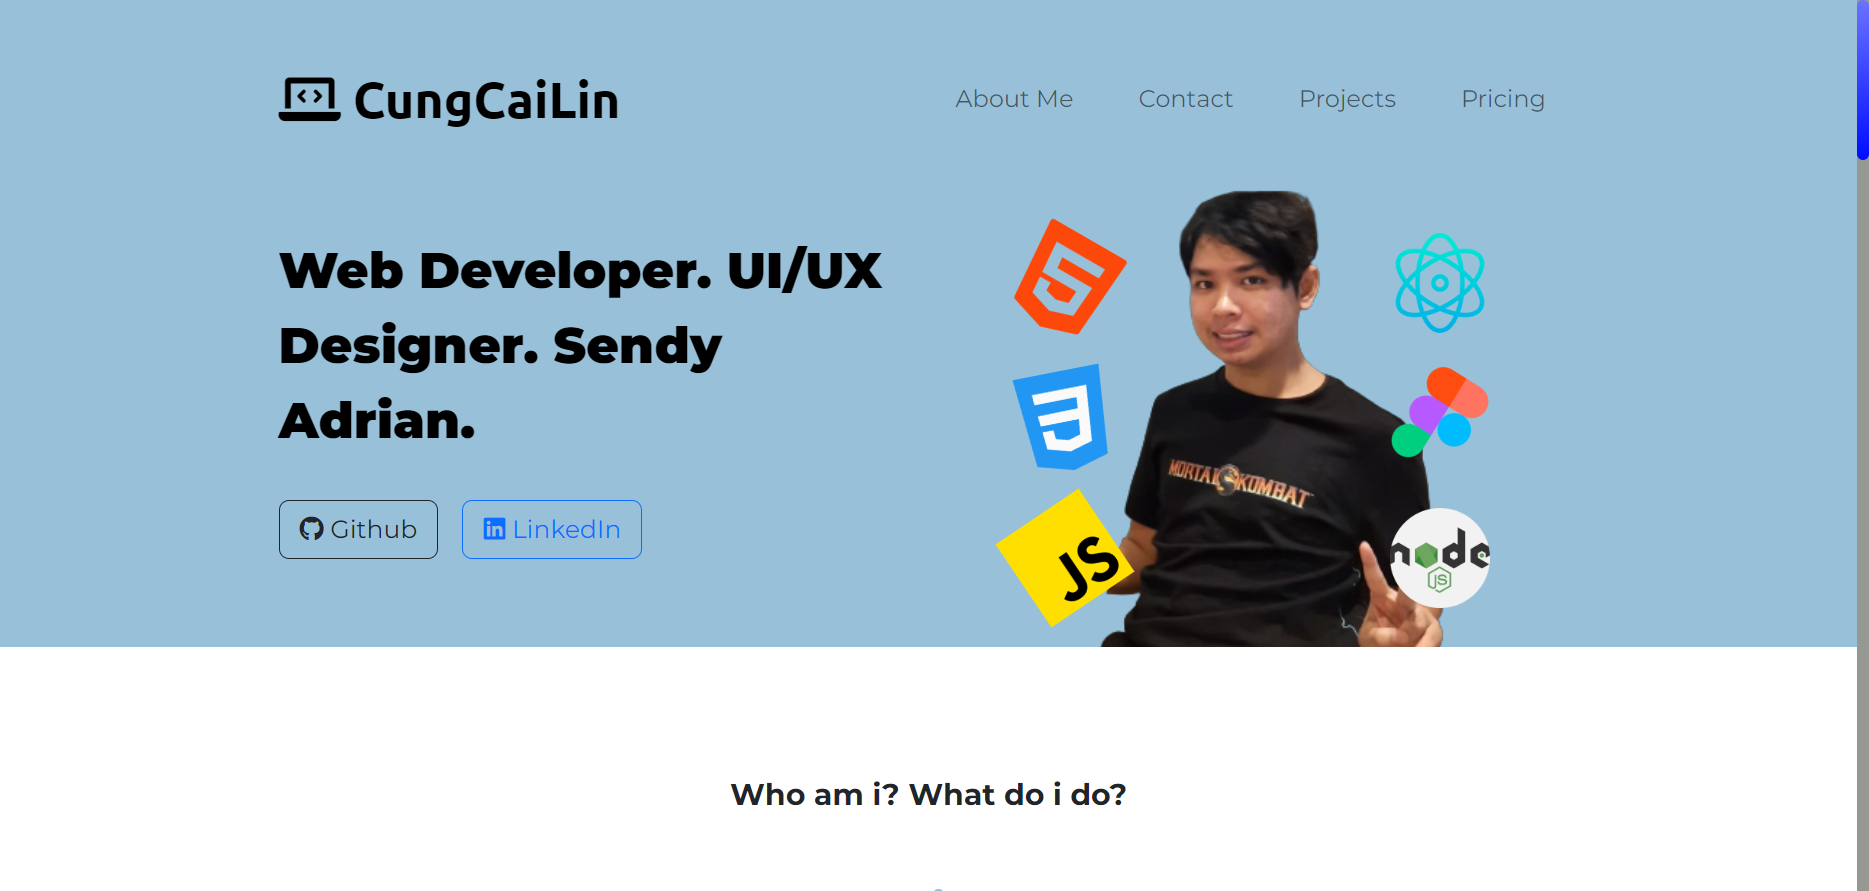 CungCaiLin
About Me
Contact
Projects
Pricing
Web Developer. UI/UX
Designer. Sendy
Adrian.
Github
in LinkedIn
5
3
JS
MORTAL KOMBAT
node
JS
Who am i? What do i do?